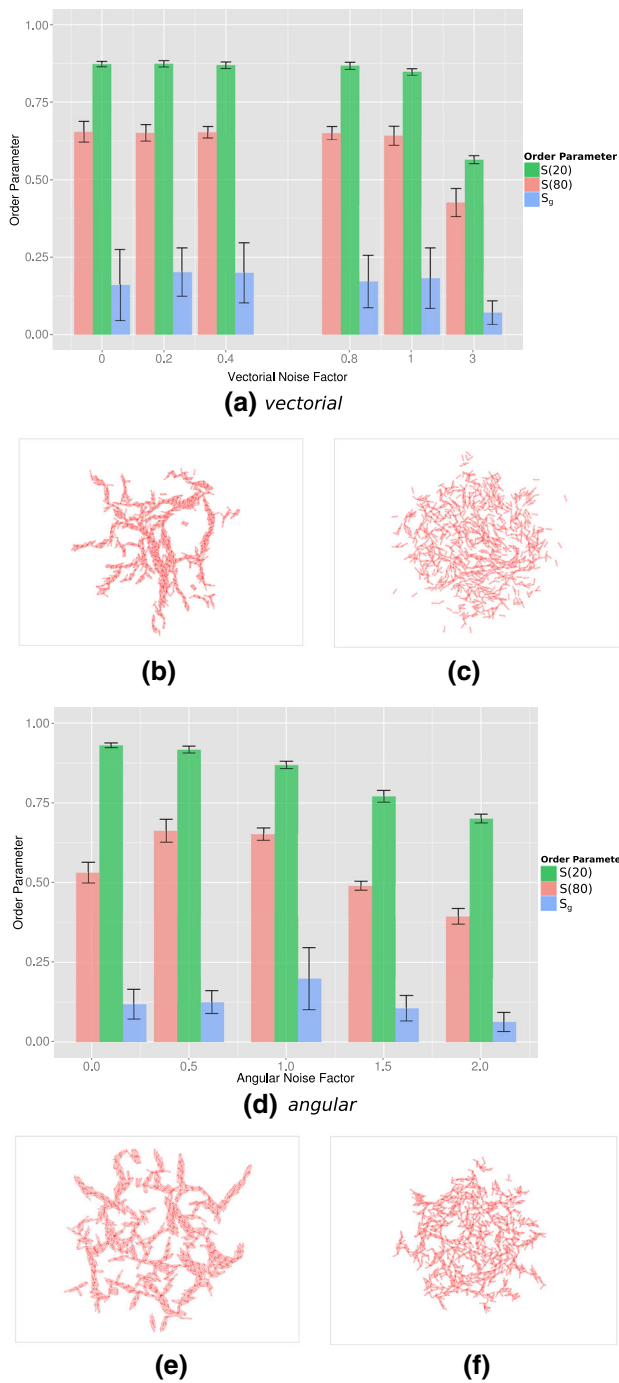 1.00
0.75
0.50
0.25
0.00
Order Parameter
0 0.2 0.4 0.8 1 3
Vectorial Noise Factor
Order Parameter
S(20)
S(80)
Sg
(a) vectorial
(b) (c)
1.00
0.75
0.50
0.25
0.00
Order Parameter
0.0 0.5 1.0 1.5 2.0
Angular Noise Factor
Order Parameter
S(20)
S(80)
Sg
(d) angular
(e) (f)